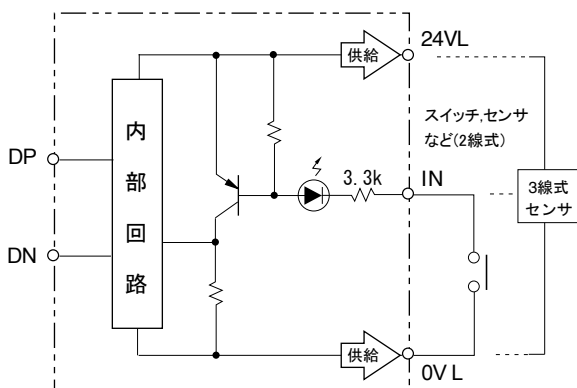 24VL
供給
スイッチ,センサ
など(2線式)
DP
内部回路
3.3k
IN
3線式
センサ
DN
供給
0VL